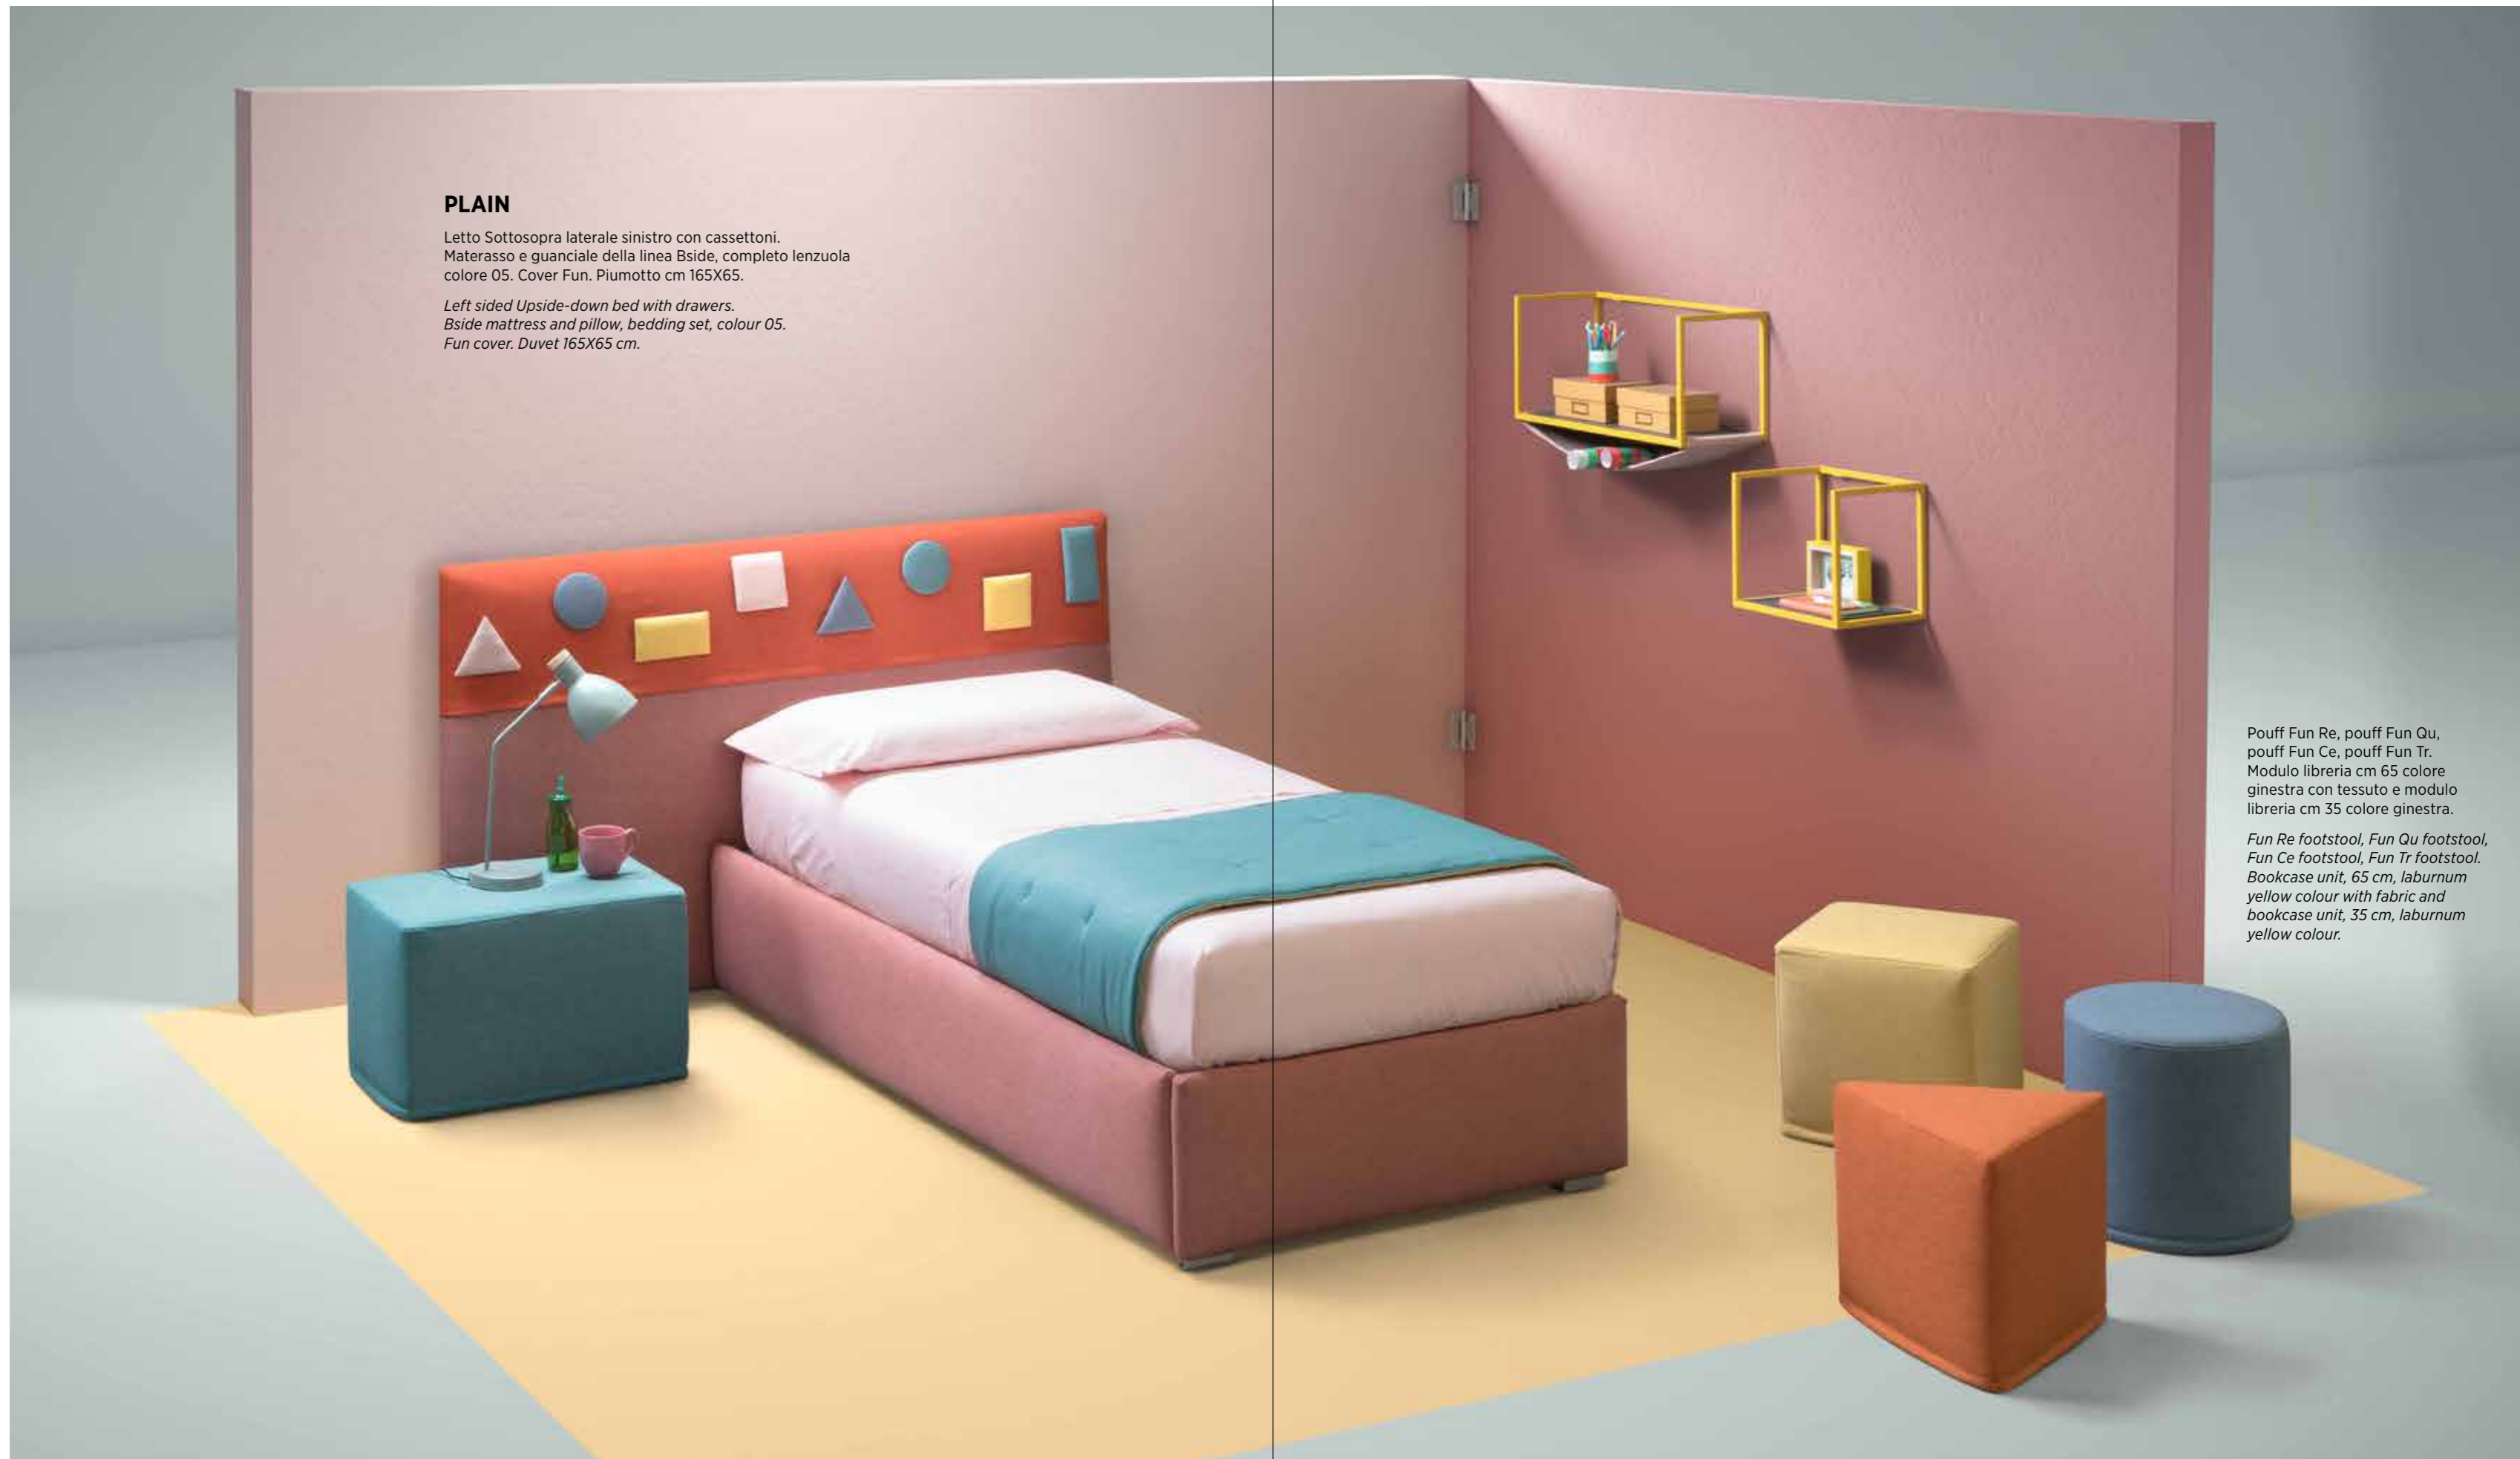 PLAIN
Letto Sottosopra laterale sinistro con cassettoni.
Materasso e guanciale della linea Bside, completo lenzuola
colore 05. Cover Fun. Piumotto cm 165X65.
Left sided Upside-down bed with drawers.
Bside mattress and pillow, bedding set, colour 05.
Fun cover. Duvet 165X65 cm.
Pouff Fun Re, pouff Fun Qu,
pouff Fun Ce, pouff Fun Tr.
Modulo libreria cm 65 colore
ginestra con tessuto e modulo
libreria cm 35 colore ginestra.
Fun Re footstool, Fun Qu footstool,
Fun Ce footstool, Fun Tr footstool.
Bookcase unit, 65 cm, laburnum
yellow colour with fabric and
bookcase unit, 35 cm, laburnum
yellow colour.